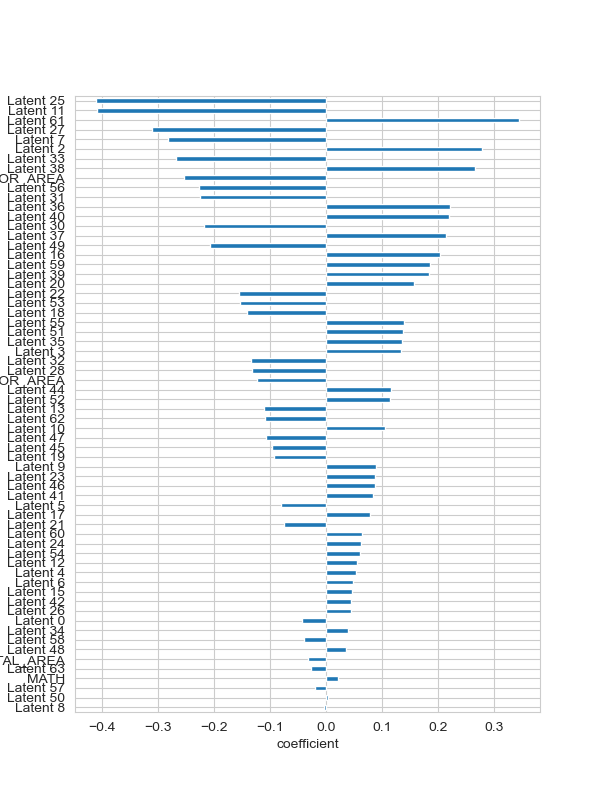 Latent 25
Latent 11
Latent 61
Latent 27
Latent 7
Latent 2
Latent 33
Latent 38
OR_AREA
Latent 56
Latent 31
Latent 36
Latent 40
Latent 30
Latent 37
Latent 49
Latent 16
Latent 59
Latent 39
Latent 20
Latent 22
Latent 53
Latent 18
Latent 55
Latent 51
Latent 35
Latent 3
Latent 32
Latent 28
OR_AREA
Latent 44
Latent 52
Latent 13
Latent 62
Latent 10
Latent 47
Latent 45
Latent 19
Latent 9
Latent 23
Latent 46
Latent 41
Latent 5
Latent 17
Latent 21
Latent 60
Latent 24
Latent 54
Latent 12
Latent 4
Latent 6
Latent 15
Latent 42
Latent 26
Latent 0
Latent 34
Latent 58
Latent 48
TAL_AREA
Latent 63
MATH
Latent 57
Latent 50
Latent 8
−0.4 −0.3 −0.2 −0.1 0.0 0.1 0.2 0.3
coefficient